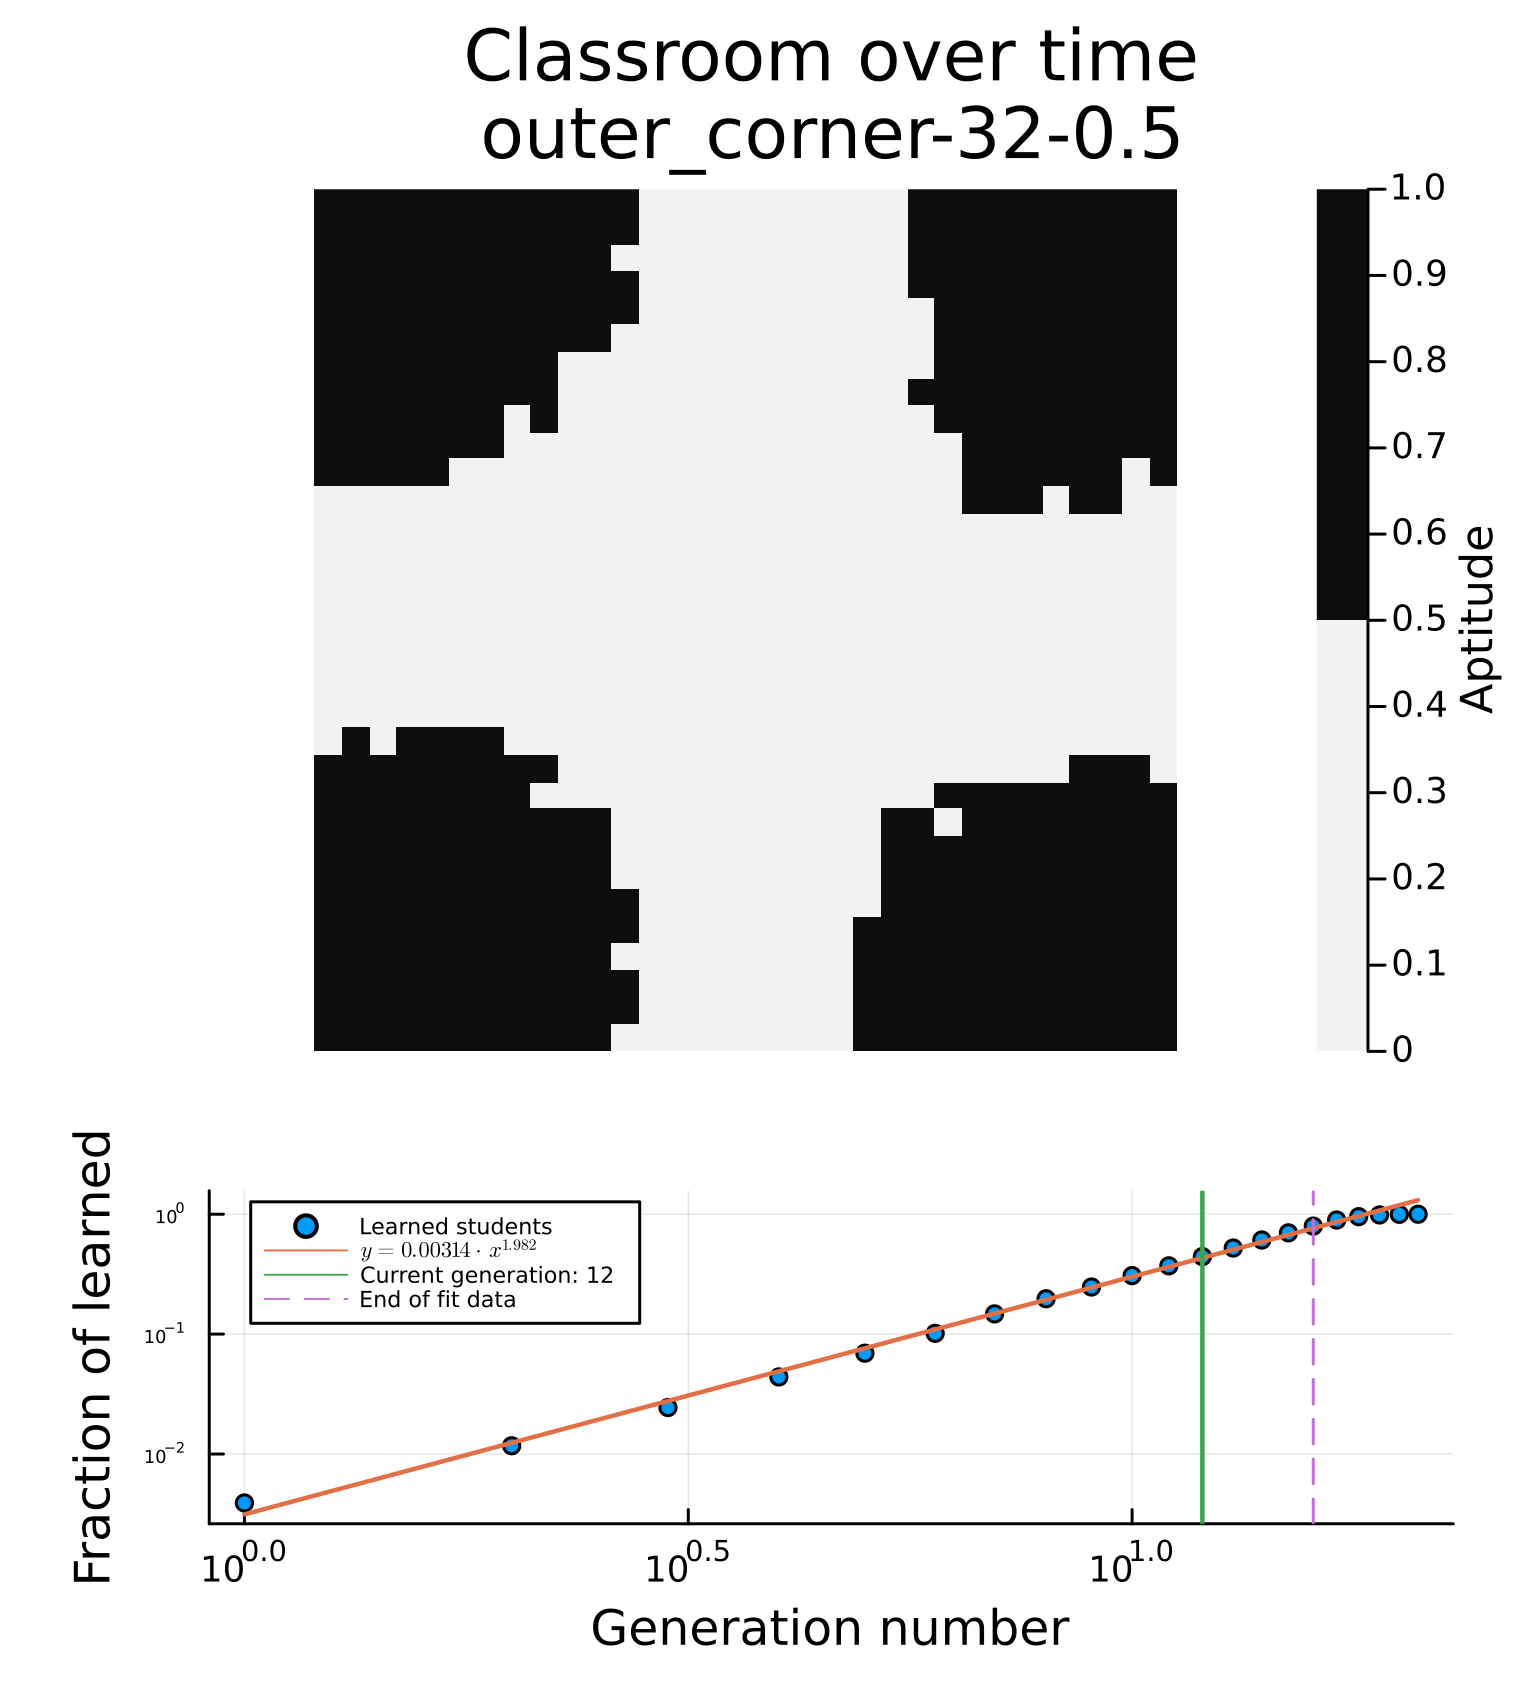 Classroom over time
outer_corner-32-0.5
1.0
0.9
0.8
0.7
0.6
0.5
0.4
0.3
0.2
0.1
0
Aptitude
Fraction of learned
10⁰
10⁻¹
10⁻²
Learned students
y = 0.00314 · x^1.982
Current generation: 12
End of fit data
10^0.0
10^0.5
10^1.0
Generation number